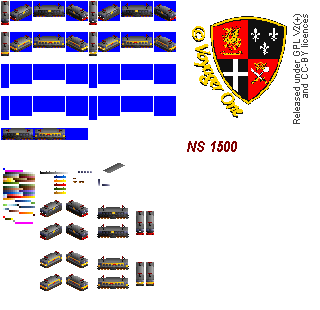 © Voyager One
Released under GPL v2(+)
and CC-BY licences
NS 1500